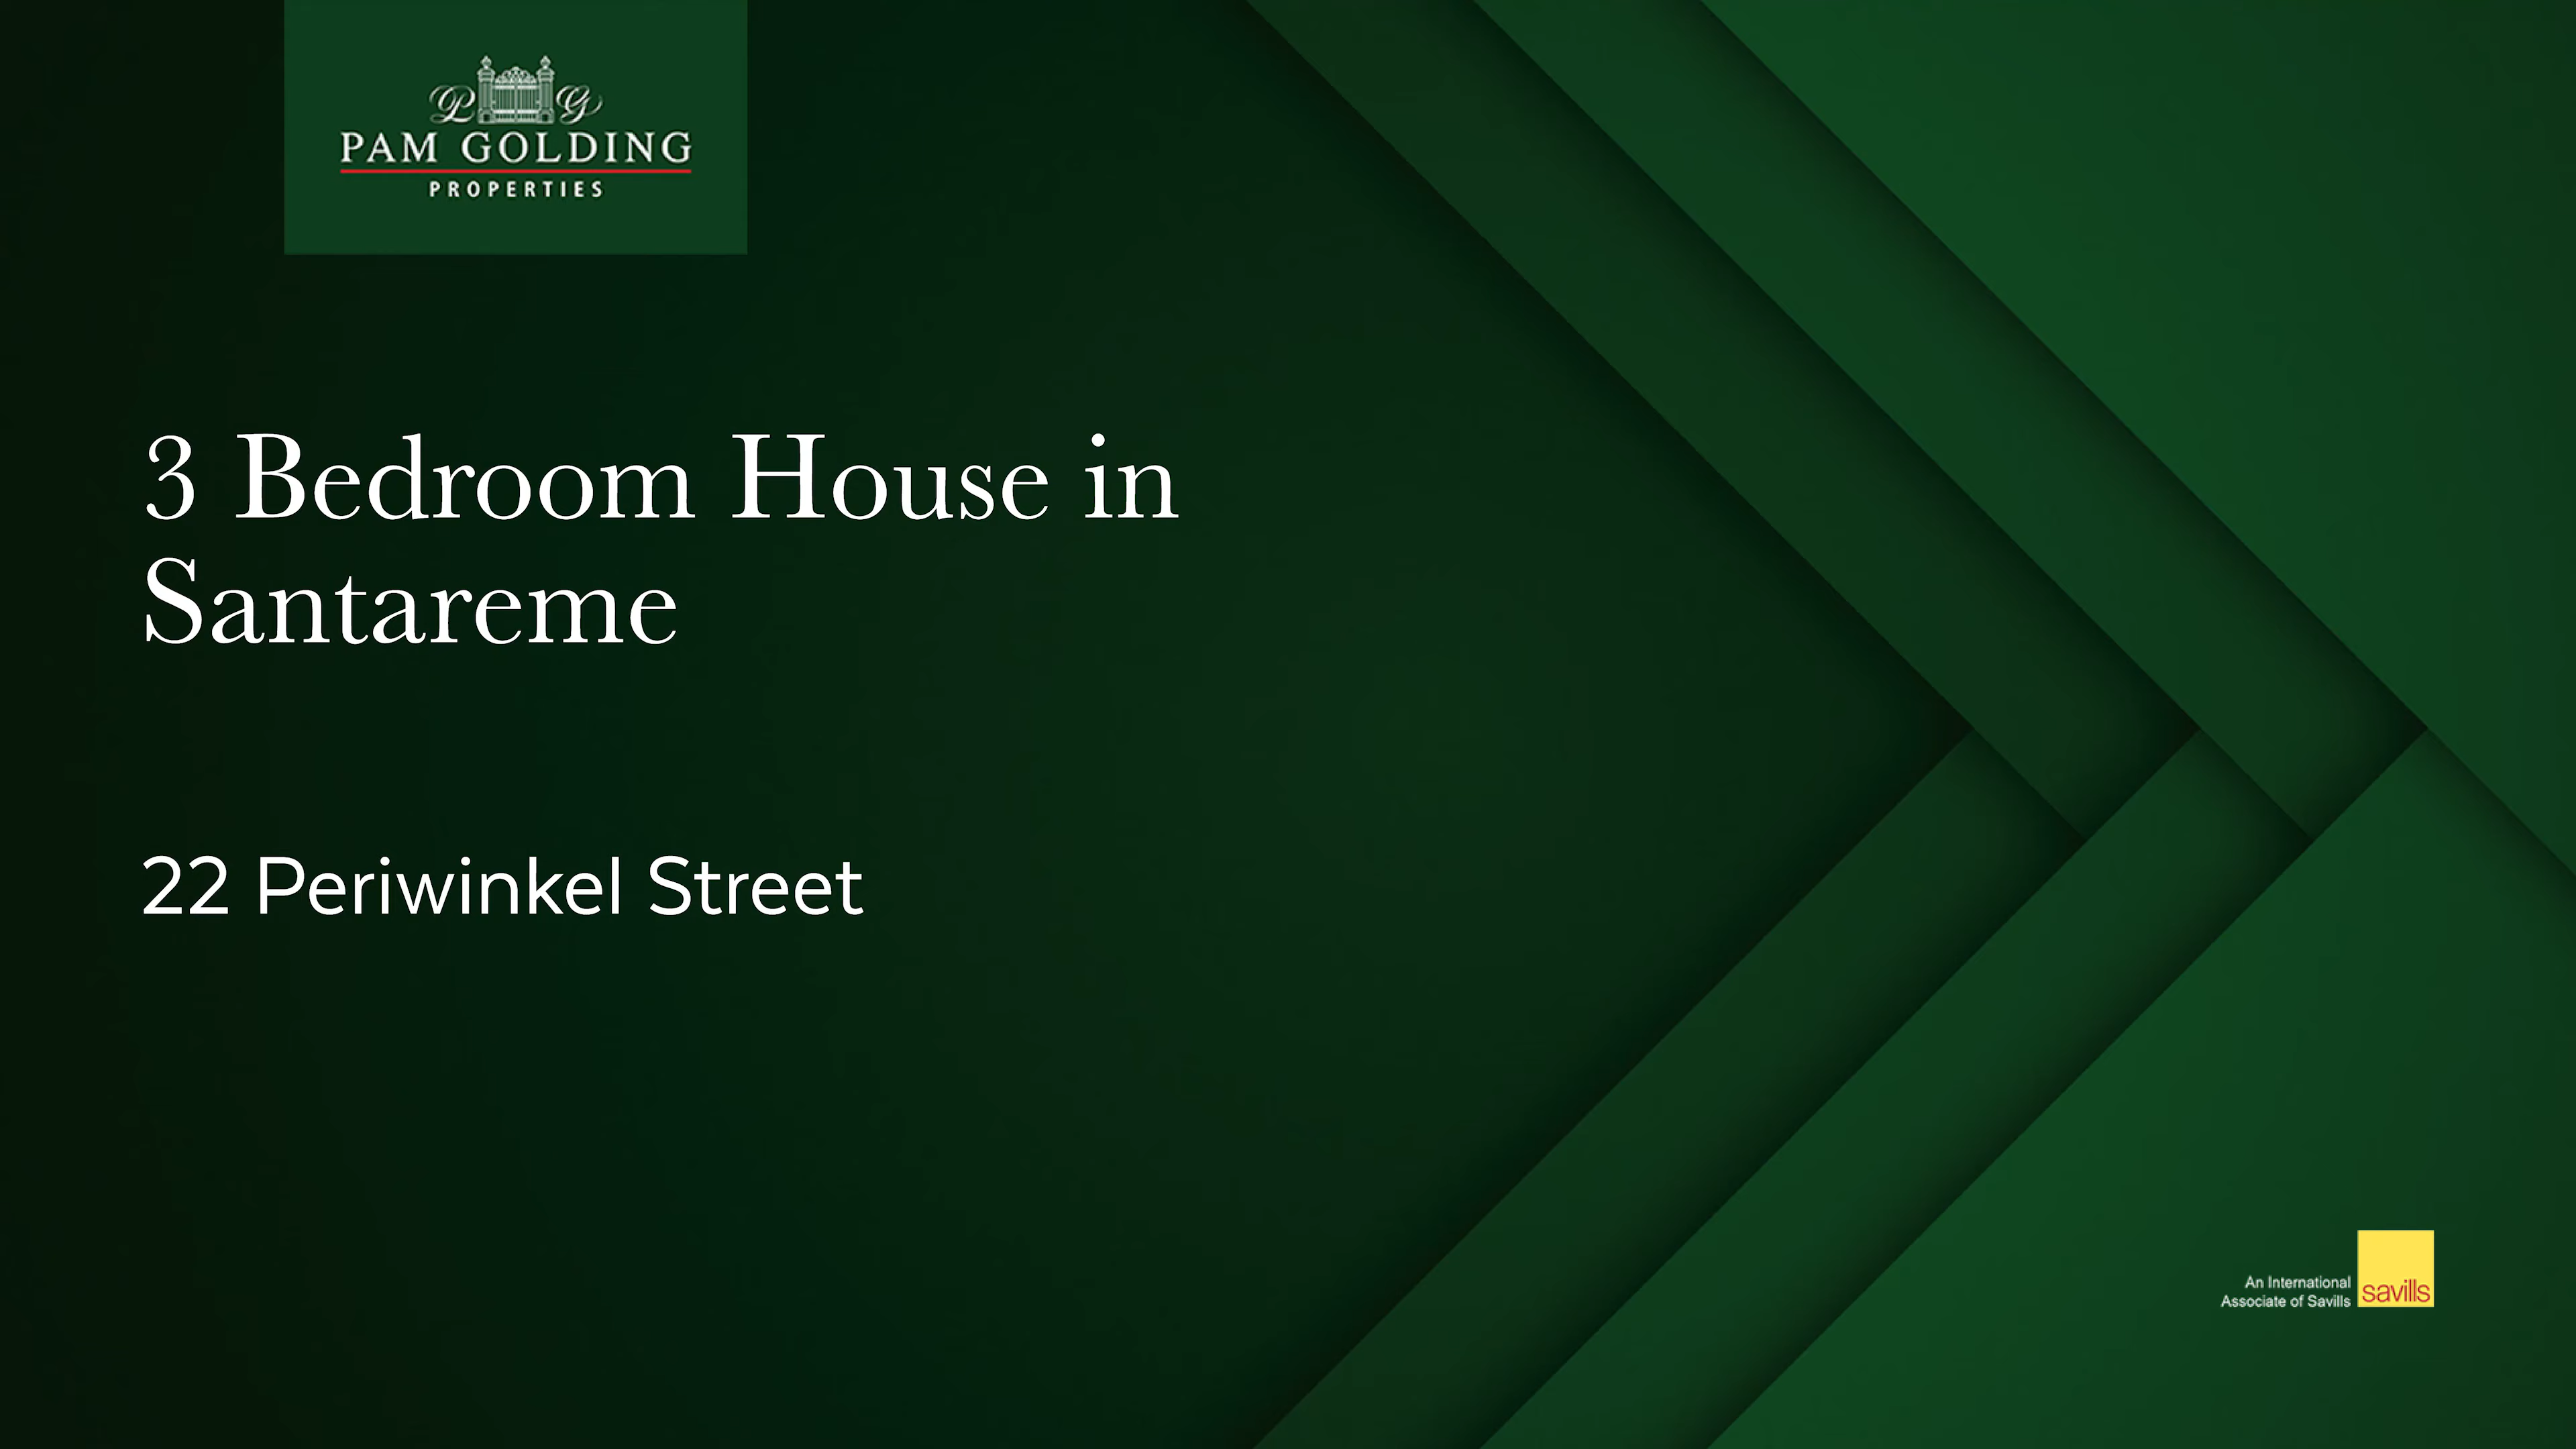 P G
PAM GOLDING
PROPERTIES
3 Bedroom House in
Santareme
22 Periwinkel Street
An International
Associate of Savills
savills